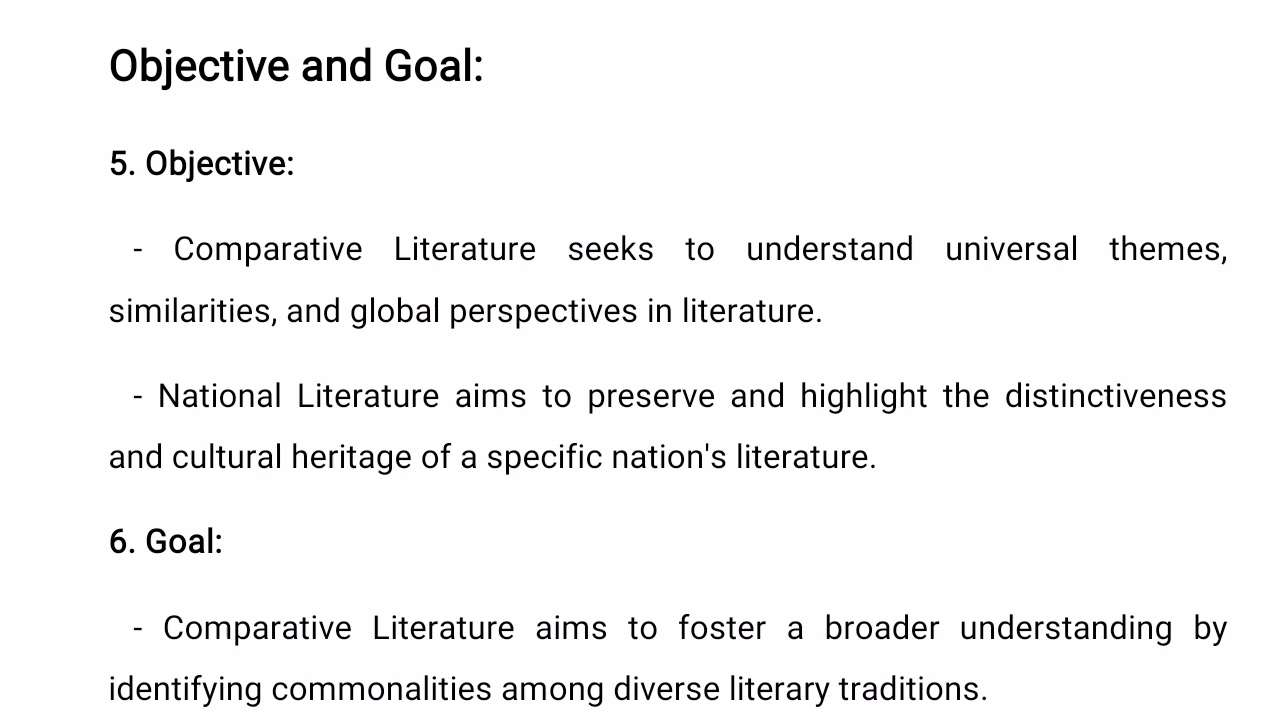 Objective and Goal:
5. Objective:
- Comparative Literature seeks to understand universal themes,
similarities, and global perspectives in literature.
- National Literature aims to preserve and highlight the distinctiveness
and cultural heritage of a specific nation's literature.
6. Goal:
- Comparative Literature aims to foster a broader understanding by
identifying commonalities among diverse literary traditions.